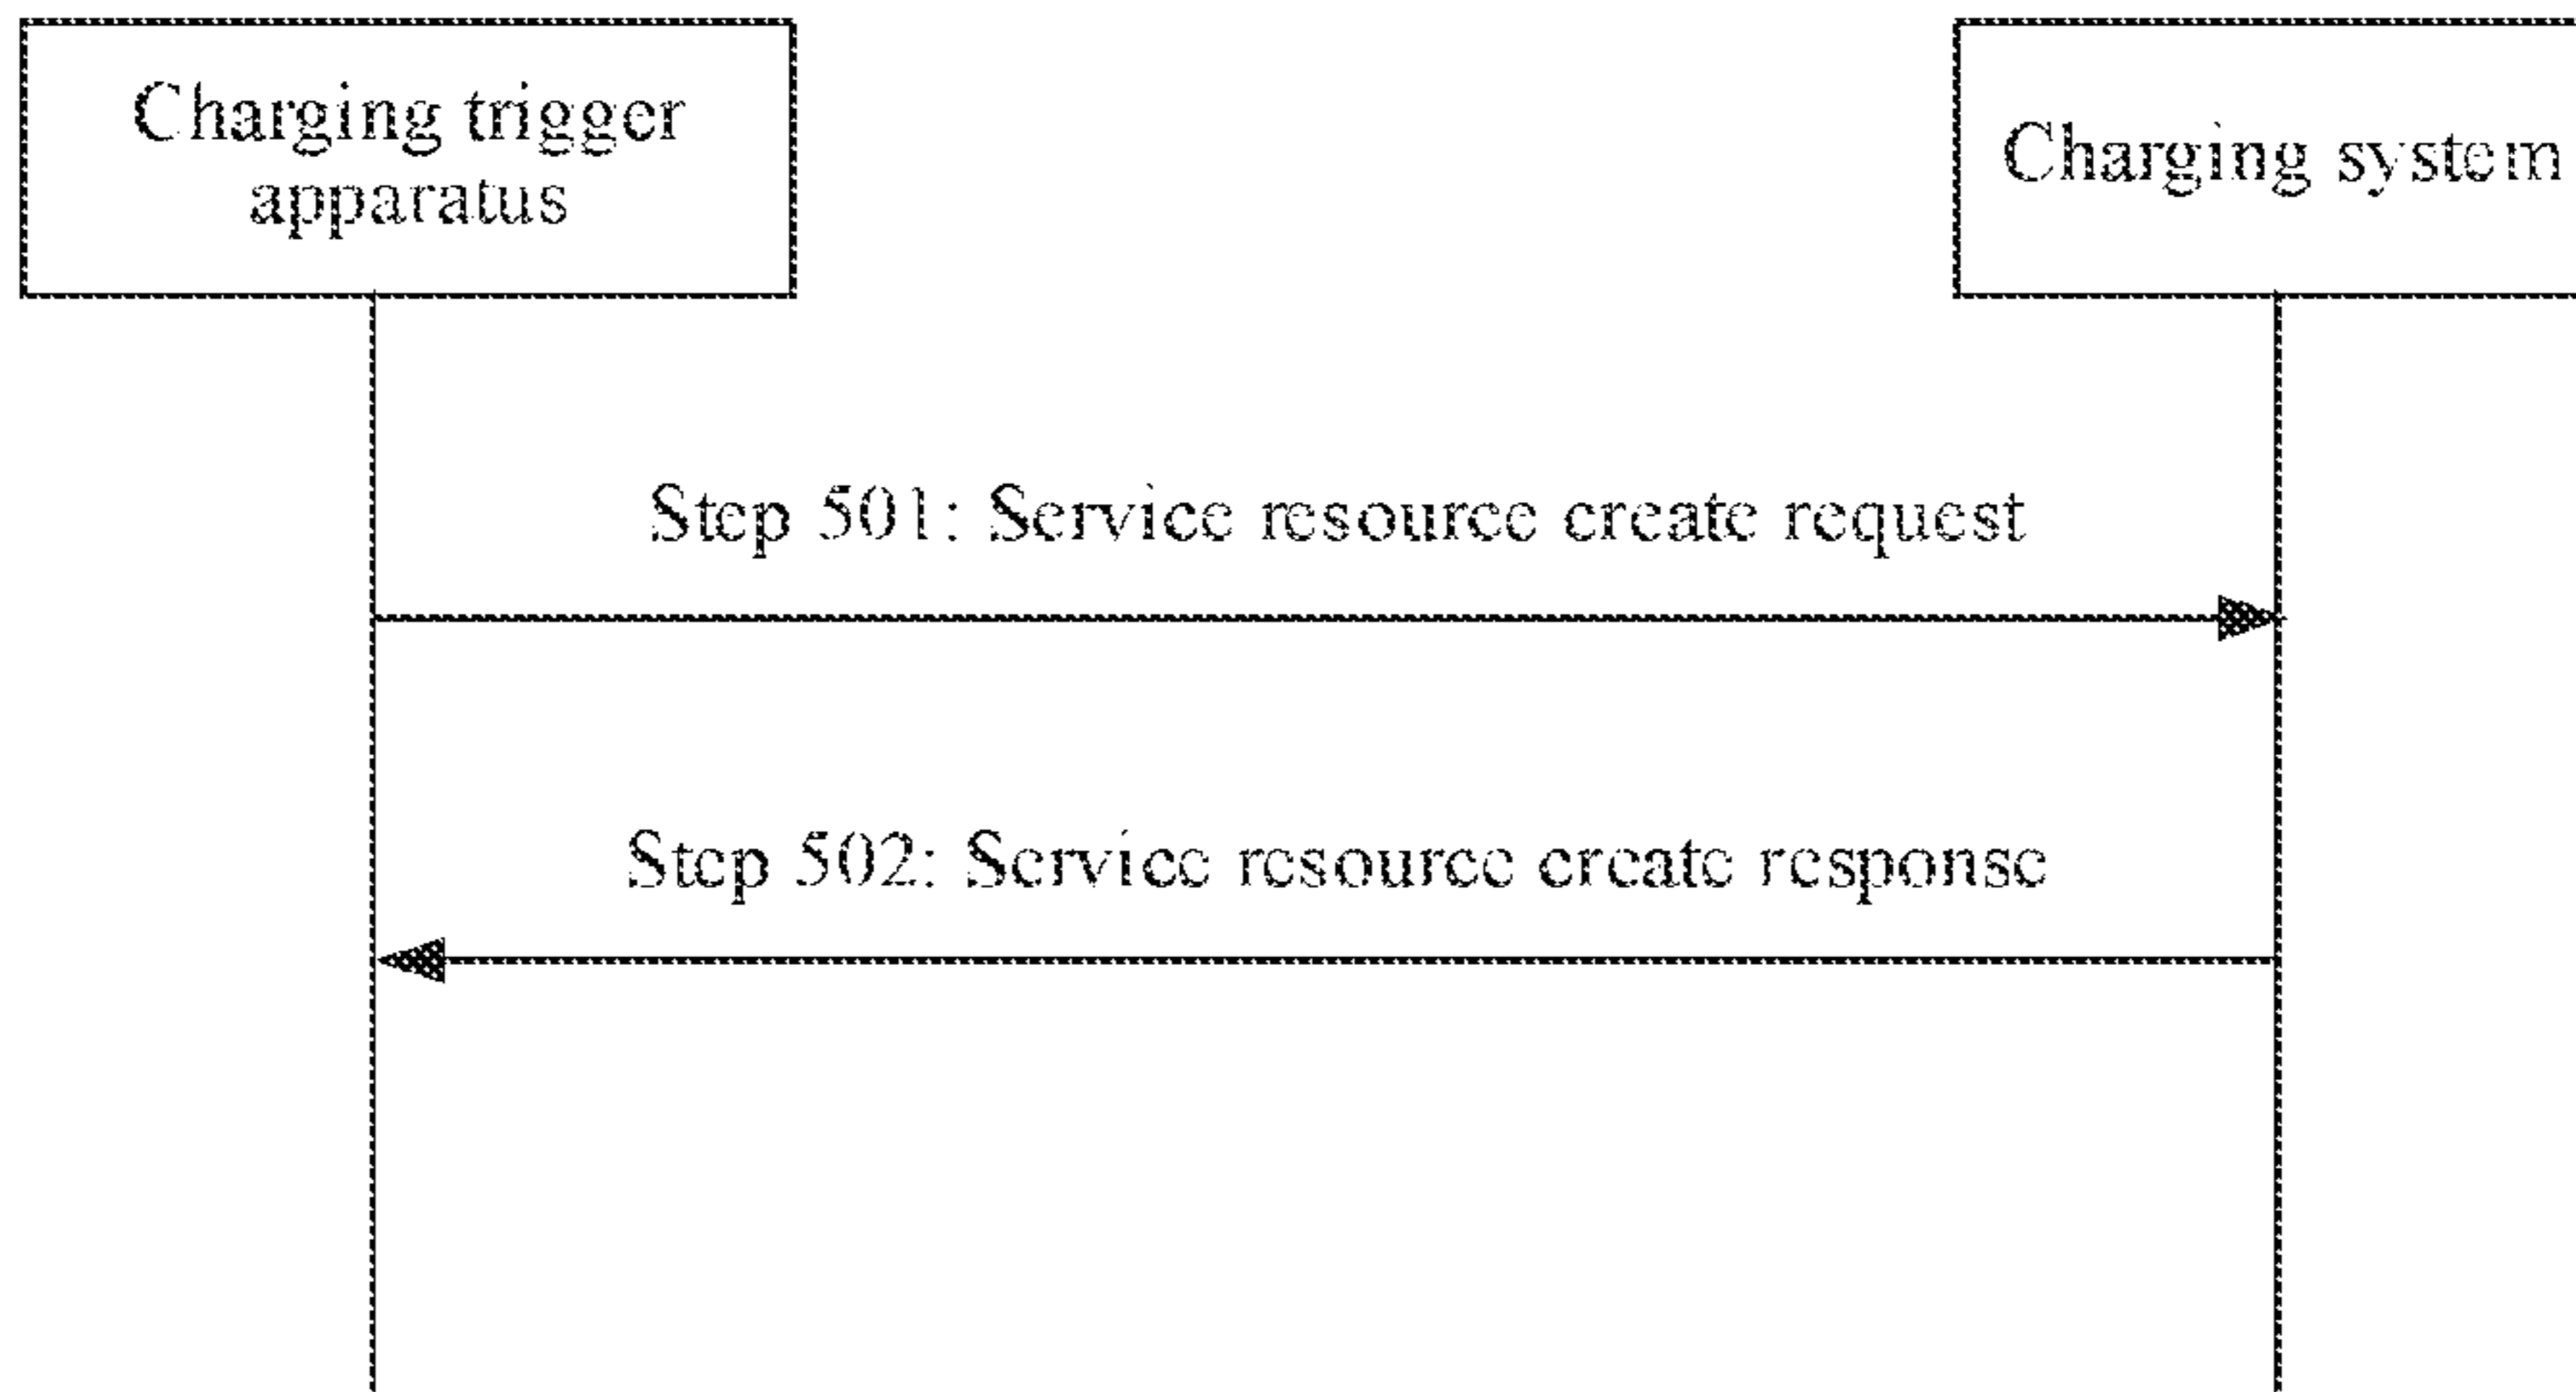 Charging trigger
apparatus
Charging system
Step 501: Service resource create request
Step 502: Service resource create response